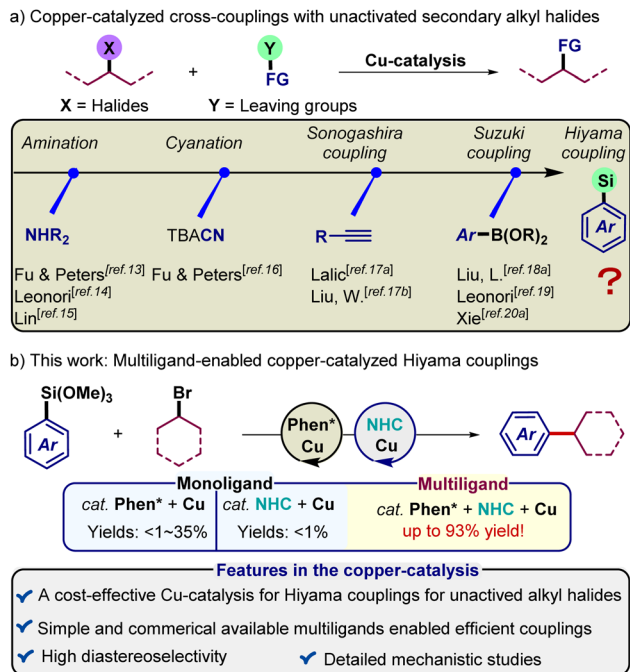 a) Copper-catalyzed cross-couplings with unactivated secondary alkyl halides
X
Y
FG
+
FG
Cu-catalysis
X = Halides
Y = Leaving groups
Amination
Cyanation
Sonogashira coupling
Suzuki coupling
Hiyama coupling
NHR2
TBACN
R
Ar–B(OR)2
Si
Ar
Fu & Peters[ref.13]
Leonori[ref.14]
Lin[ref.15]
Fu & Peters[ref.16]
Lalic[ref.17a]
Liu, W.[ref.17b]
Liu, L.[ref.18a]
Leonori[ref.19]
Xie[ref.20a]
?
b) This work: Multiligand-enabled copper-catalyzed Hiyama couplings
Si(OMe)3
Ar
+
Br
Phen*
Cu
NHC
Cu
Ar
Monoligand
Multiligand
cat. Phen* + Cu
Yields: <1~35%
cat. NHC + Cu
Yields: <1%
cat. Phen* + NHC + Cu
up to 93% yield!
Features in the copper-catalysis
A cost-effective Cu-catalysis for Hiyama couplings for unactived alkyl halides
Simple and commerical available multiligands enabled efficient couplings
High diastereoselectivity
Detailed mechanistic studies